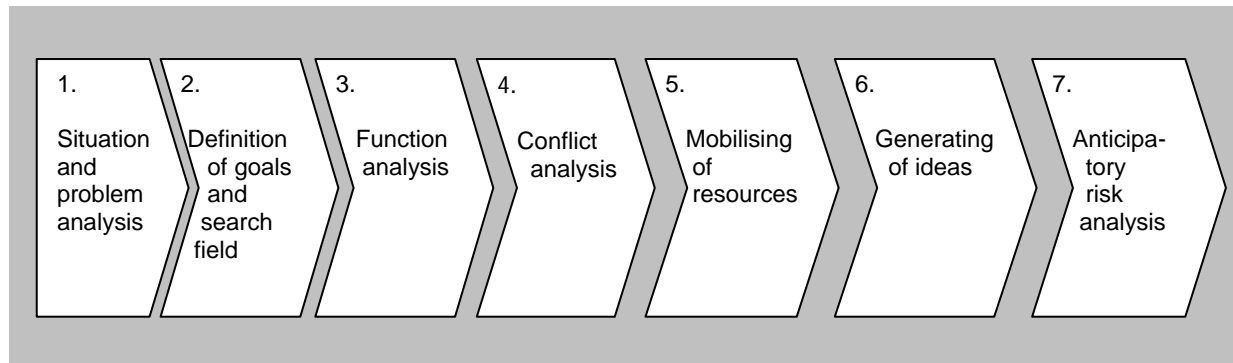 1.
Situation
and
problem
analysis
2.
Definition
of goals
and
search
field
3.
Function
analysis
4.
Conflict
analysis
5.
Mobilising
of
resources
6.
Generating
of ideas
7.
Anticipa-
tory
risk
analysis